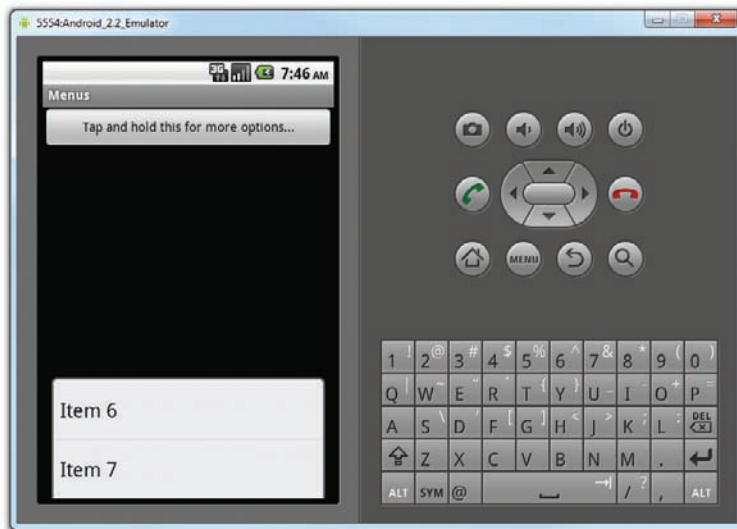 5554:Android_2.2_Emulator
3G 7:46 AM
Menus
Tap and hold this for more options...
MENU
Item 6
Item 7
1 ! 2 @ 3 # 4 $ 5 % 6 ^ 7 & 8 * 9 ( 0 )
Q | W ~ E " R ` T { Y } U - I - O + P =
A S \ D ' F [ G ] H < J > K ; L : DEL
Z X C V B N M .
ALT SYM @ / ? , ALT